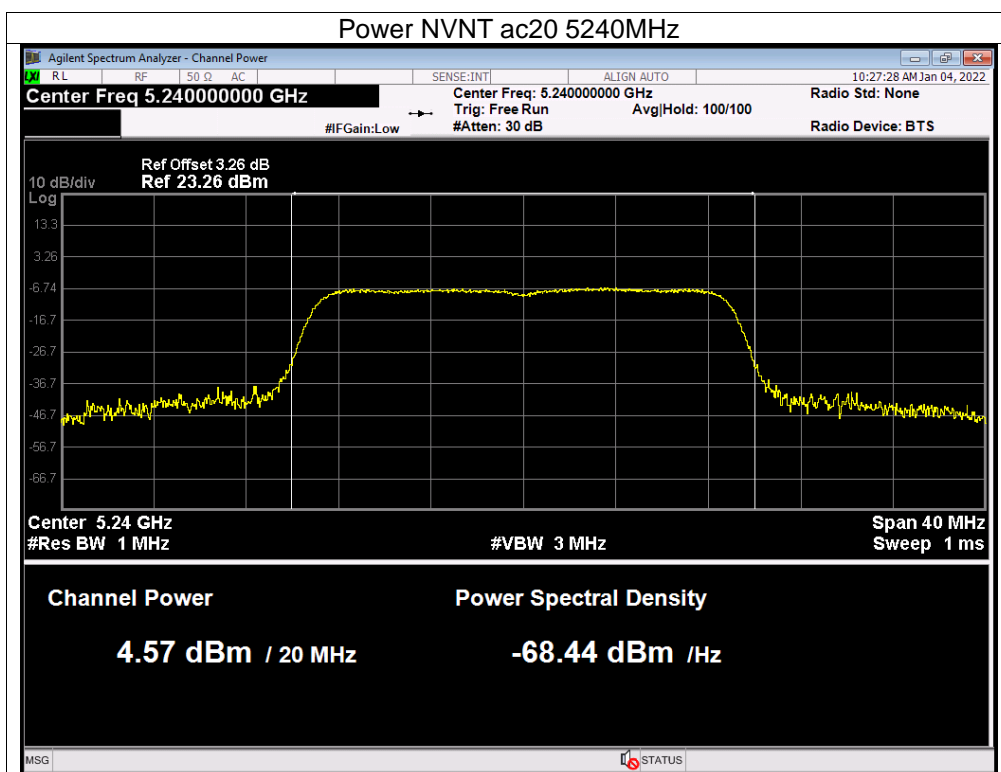 Power NVNT ac20 5240MHz
Agilent Spectrum Analyzer - Channel Power
LXI RL RF 50 Ω AC SENSE:INT ALIGN AUTO 10:27:28 AM Jan 04, 2022
Center Freq 5.240000000 GHz Center Freq: 5.240000000 GHz Radio Std: None
Trig: Free Run Avg|Hold: 100/100
#IFGain:Low #Atten: 30 dB Radio Device: BTS
Ref Offset 3.26 dB
10 dB/div Ref 23.26 dBm
Log
13.3
3.26
-6.74
-16.7
-26.7
-36.7
-46.7
-56.7
-66.7
Center 5.24 GHz Span 40 MHz
#Res BW 1 MHz #VBW 3 MHz Sweep 1 ms
Channel Power Power Spectral Density
4.57 dBm / 20 MHz -68.44 dBm /Hz
MSG STATUS